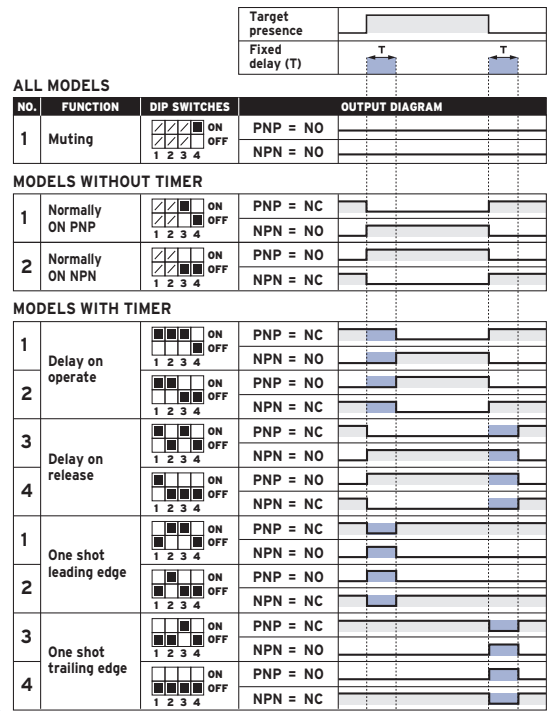 Target presence
Fixed delay (T)
T T
ALL MODELS
NO. FUNCTION DIP SWITCHES OUTPUT DIAGRAM
1 Muting ON OFF 1 2 3 4
PNP = NO
NPN = NO
MODELS WITHOUT TIMER
1 Normally ON PNP ON OFF 1 2 3 4
PNP = NC
NPN = NO
2 Normally ON NPN ON OFF 1 2 3 4
PNP = NO
NPN = NC
MODELS WITH TIMER
Delay on operate
1 ON OFF 1 2 3 4
PNP = NC
NPN = NO
2 ON OFF 1 2 3 4
PNP = NO
NPN = NC
Delay on release
3 ON OFF 1 2 3 4
PNP = NC
NPN = NO
4 ON OFF 1 2 3 4
PNP = NO
NPN = NC
One shot leading edge
1 ON OFF 1 2 3 4
PNP = NC
NPN = NO
2 ON OFF 1 2 3 4
PNP = NO
NPN = NC
One shot trailing edge
3 ON OFF 1 2 3 4
PNP = NC
NPN = NO
4 ON OFF 1 2 3 4
PNP = NO
NPN = NC